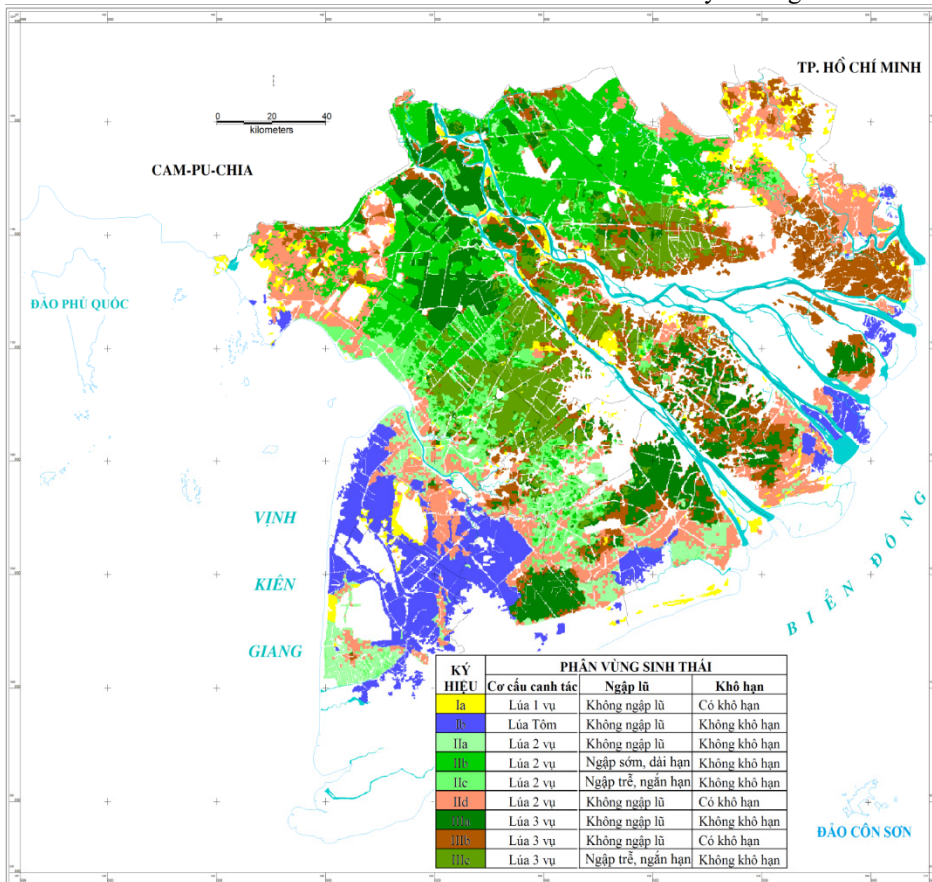 TP. HỒ CHÍ MINH
0 20 40
kilometers
CAM-PU-CHIA
ĐẢO PHÚ QUỐC
VỊNH
KIÊN
GIANG
BIỂN ĐÔNG
KÝ HIỆU PHÂN VÙNG SINH THÁI
Cơ cấu canh tác Ngập lũ Khô hạn
Ia Lúa 1 vụ Không ngập lũ Có khô hạn
Ib Lúa Tôm Không ngập lũ Không khô hạn
IIa Lúa 2 vụ Không ngập lũ Không khô hạn
IIb Lúa 2 vụ Ngập sớm, dài hạn Không khô hạn
IIc Lúa 2 vụ Ngập trễ, ngắn hạn Không khô hạn
IId Lúa 2 vụ Không ngập lũ Có khô hạn
IIIa Lúa 3 vụ Không ngập lũ Không khô hạn
IIIb Lúa 3 vụ Không ngập lũ Có khô hạn
IIIc Lúa 3 vụ Ngập trễ, ngắn hạn Không khô hạn
ĐẢO CÔN SƠN